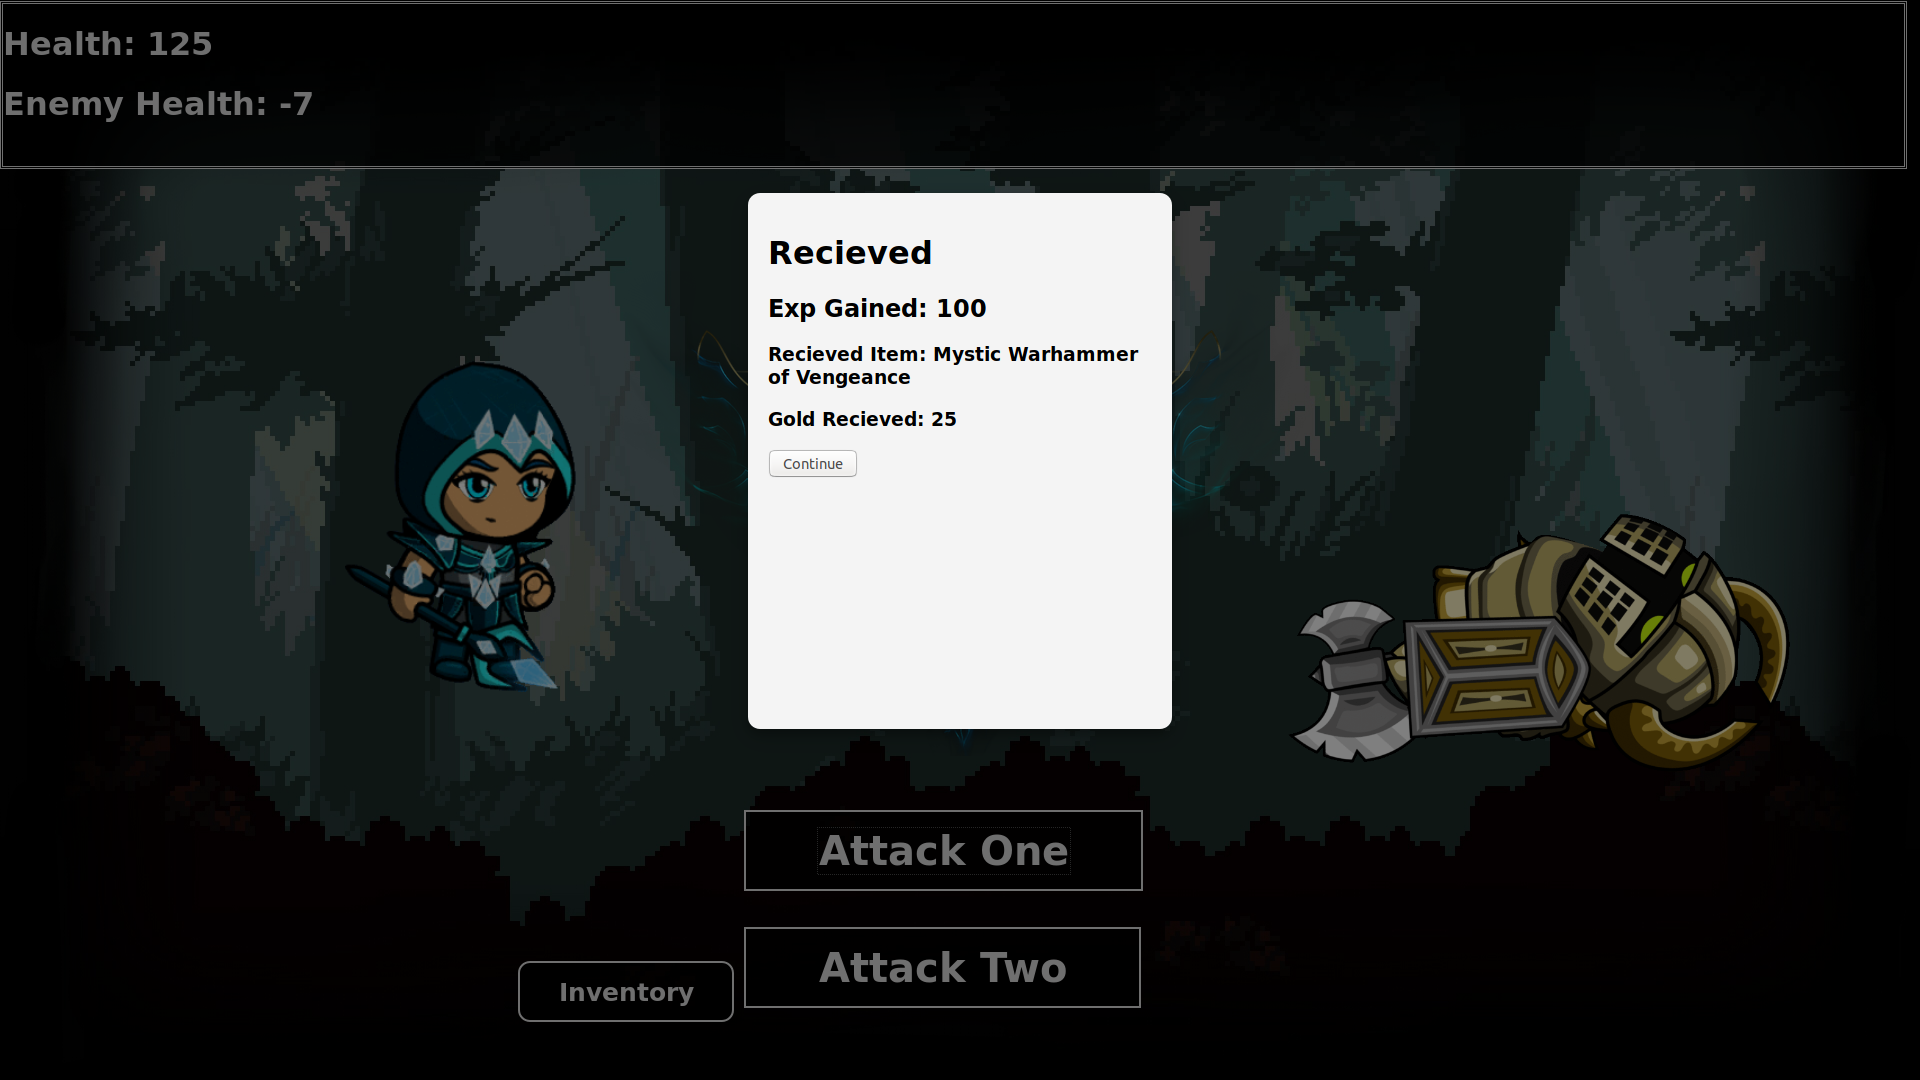 Health: 125
Enemy Health: -7
Recieved
Exp Gained: 100
Recieved Item: Mystic Warhammer
of Vengeance
Gold Recieved: 25
Continue
Attack One
Attack Two
Inventory